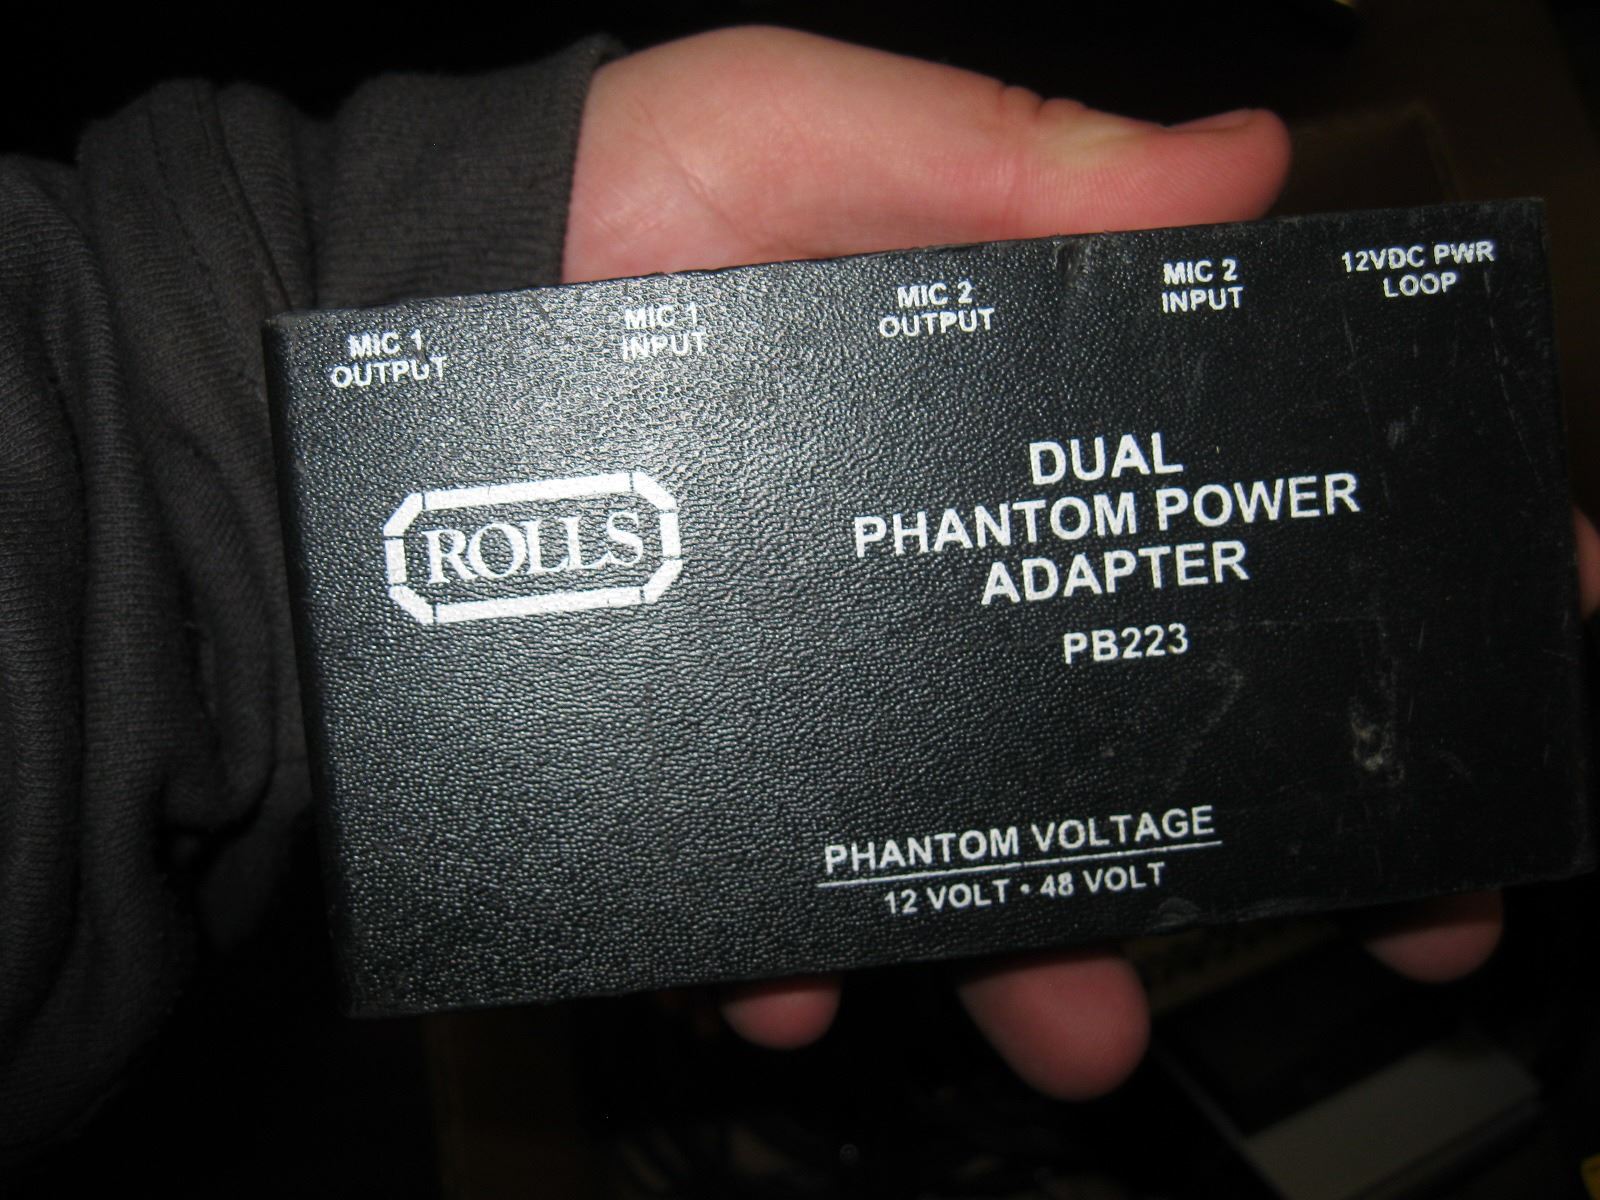 MIC 1
OUTPUT
MIC 1
INPUT
MIC 2
OUTPUT
MIC 2
INPUT
12VDC PWR
LOOP
ROLLS
DUAL
PHANTOM POWER
ADAPTER
PB223
PHANTOM VOLTAGE
12 VOLT • 48 VOLT